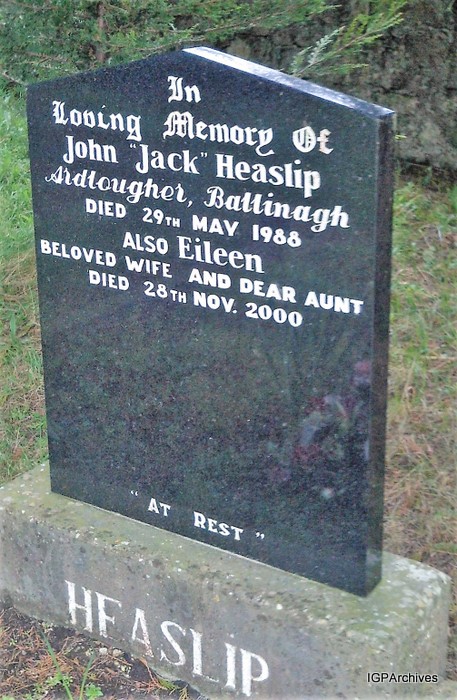 In
Loving Memory Of
John "Jack" Heaslip
Ardlougher, Ballinagh
DIED 29TH MAY 1988
ALSO Eileen
BELOVED WIFE AND DEAR AUNT
DIED 28TH NOV. 2000
"AT REST"
HEASLIP
IGPArchives